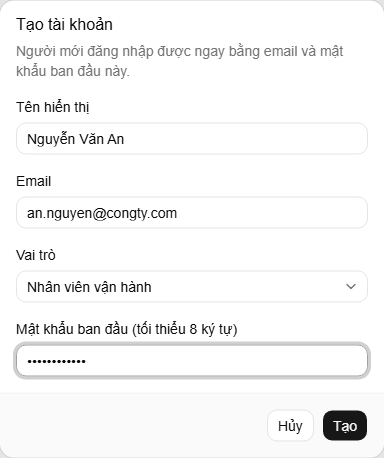 Tạo tài khoản
Người mới đăng nhập được ngay bằng email và mật
khẩu ban đầu này.
Tên hiển thị
Nguyễn Văn An
Email
an.nguyen@congty.com
Vai trò
Nhân viên vận hành
Mật khẩu ban đầu (tối thiểu 8 ký tự)
••••••••••••
Hủy
Tạo